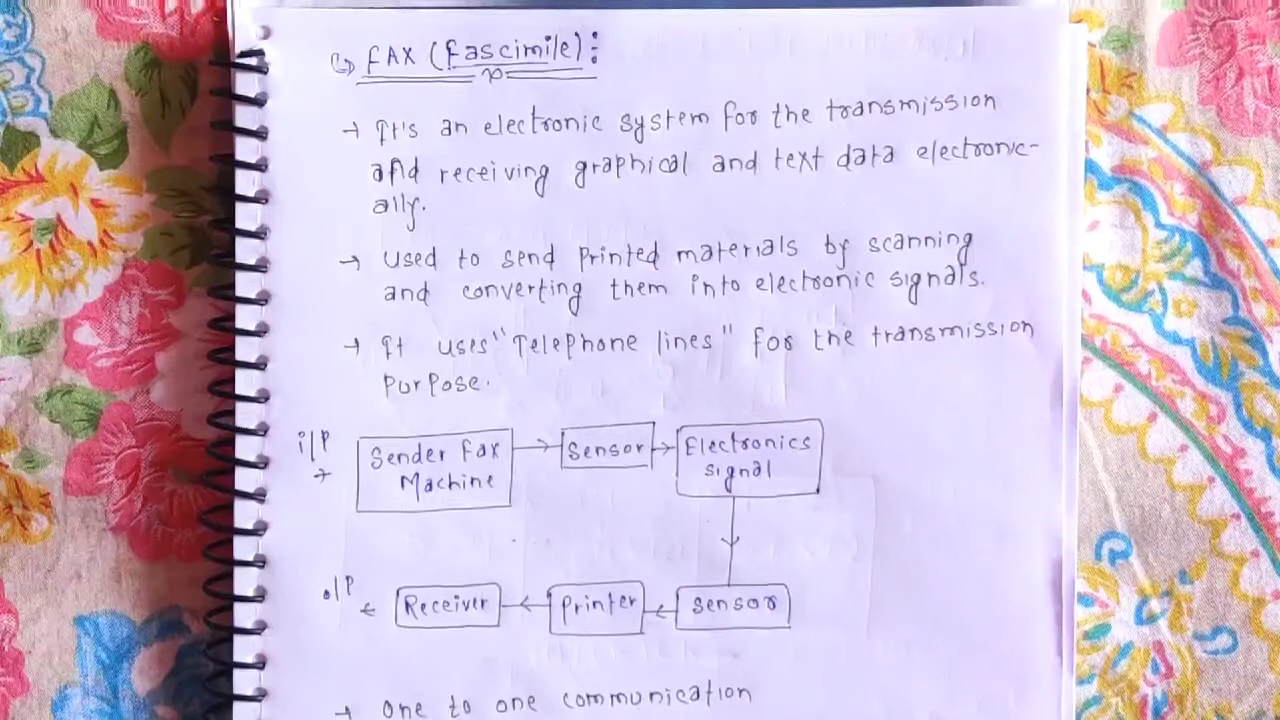 ↪ FAX (Fascimile):
→ It's an electronic system for the transmission
and receiving graphical and text data electronic-
ally.
→ Used to send printed materials by scanning
and converting them into electronic signals.
→ It uses "Telephone lines" for the transmission
purpose.
i/p →
Sender Fax
Machine
Sensor
Electronics
signal
o/p ←
Receiver
Printer
Sensor
→ One to one communication